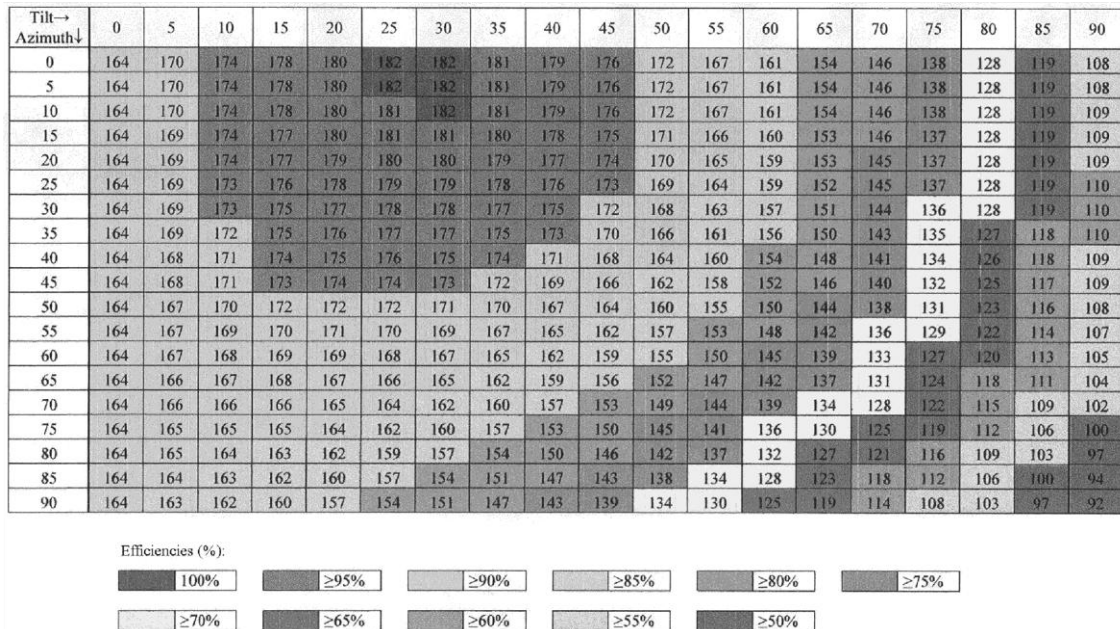 Tilt→ 0 5 10 15 20 25 30 35 40 45 50 55 60 65 70 75 80 85 90
Azimuth↓
0 164 170 174 178 180 182 182 181 179 176 172 167 161 154 146 138 128 119 108
5 164 170 174 178 180 182 182 181 179 176 172 167 161 154 146 138 128 119 108
10 164 170 174 178 180 181 182 181 179 176 172 167 161 154 146 138 128 119 109
15 164 169 174 177 180 181 181 180 178 175 171 166 160 153 146 137 128 119 109
20 164 169 174 177 179 180 180 179 177 174 170 165 159 153 145 137 128 119 109
25 164 169 173 176 178 179 179 178 176 173 169 164 159 152 145 137 128 119 110
30 164 169 173 175 177 178 178 177 175 172 168 163 157 151 144 136 128 119 110
35 164 169 172 175 176 177 177 175 173 170 166 161 156 150 143 135 127 118 110
40 164 168 171 174 175 176 175 174 171 168 164 160 154 148 141 134 126 118 109
45 164 168 171 173 174 174 173 172 169 166 162 158 152 146 140 132 125 117 109
50 164 167 170 172 172 172 171 170 167 164 160 155 150 144 138 131 123 116 108
55 164 167 169 170 171 170 169 167 165 162 157 153 148 142 136 129 122 114 107
60 164 167 168 169 169 168 167 165 162 159 155 150 145 139 133 127 120 113 105
65 164 166 167 168 167 166 165 162 159 156 152 147 142 137 131 124 118 111 104
70 164 166 166 166 165 164 162 160 157 153 149 144 139 134 128 122 115 109 102
75 164 165 165 165 164 162 160 157 153 150 145 141 136 130 125 119 112 106 100
80 164 165 164 163 162 159 157 154 150 146 142 137 132 127 121 116 109 103 97
85 164 164 163 162 160 157 154 151 147 143 138 134 128 123 118 112 106 100 94
90 164 163 162 160 157 154 151 147 143 139 134 130 125 119 114 108 103 97 92
Efficiencies (%):
100% ≥95% ≥90% ≥85% ≥80% ≥75%
≥70% ≥65% ≥60% ≥55% ≥50%